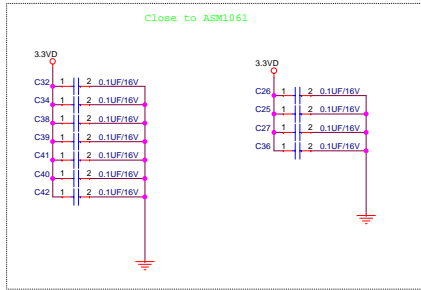 Close to ASM1061
3.3VD
C32 1 2 0.1UF/16V
C34 1 2 0.1UF/16V
C38 1 2 0.1UF/16V
C39 1 2 0.1UF/16V
C41 1 2 0.1UF/16V
C40 1 2 0.1UF/16V
C42 1 2 0.1UF/16V
3.3VD
C26 1 2 0.1UF/16V
C25 1 2 0.1UF/16V
C27 1 2 0.1UF/16V
C36 1 2 0.1UF/16V